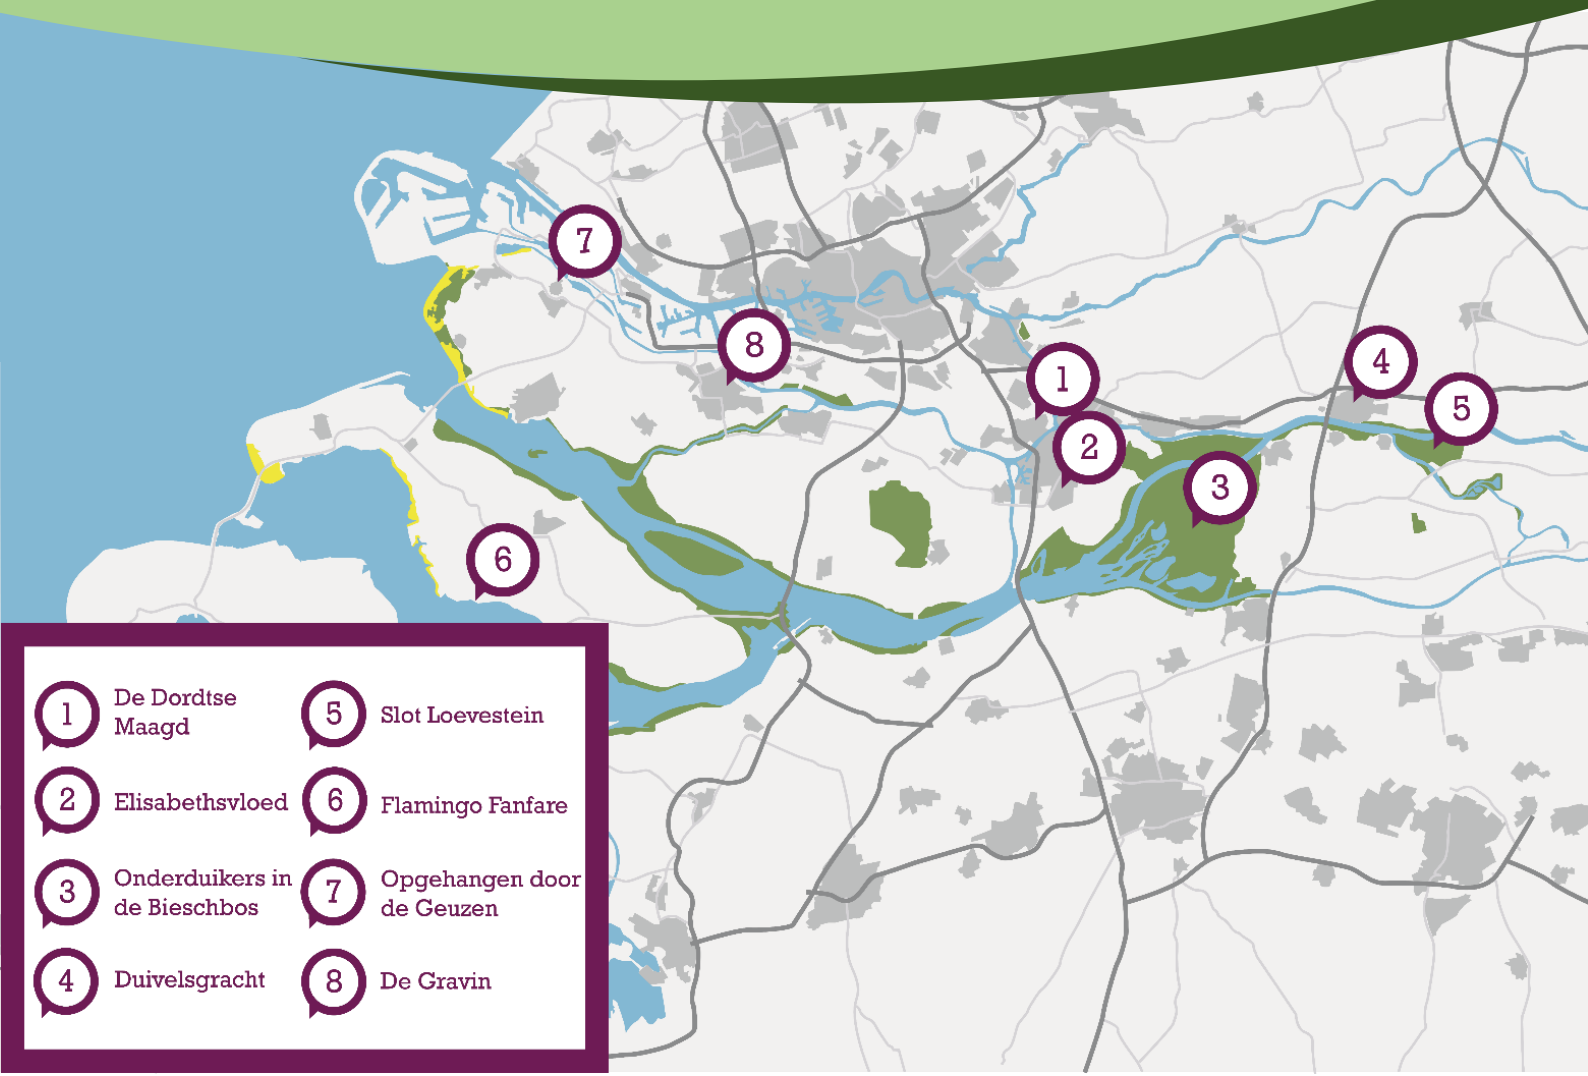 7
8
1
4
5
2
3
6
1
De Dordtse
Maagd
2
Elisabethsvloed
3
Onderduikers in
de Bieschbos
4
Duivelsgracht
5
Slot Loevestein
6
Flamingo Fanfare
7
Opgehangen door
de Geuzen
8
De Gravin